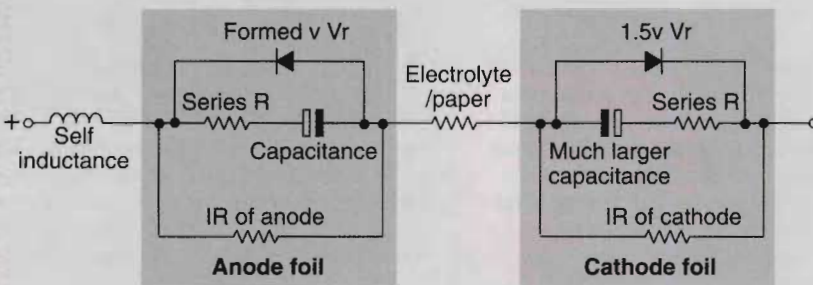 Formed v Vr
1.5v Vr
Electrolyte
/paper
Series R
Series R
+
Self
inductance
Capacitance
Much larger
capacitance
IR of anode
IR of cathode
Anode foil
Cathode foil